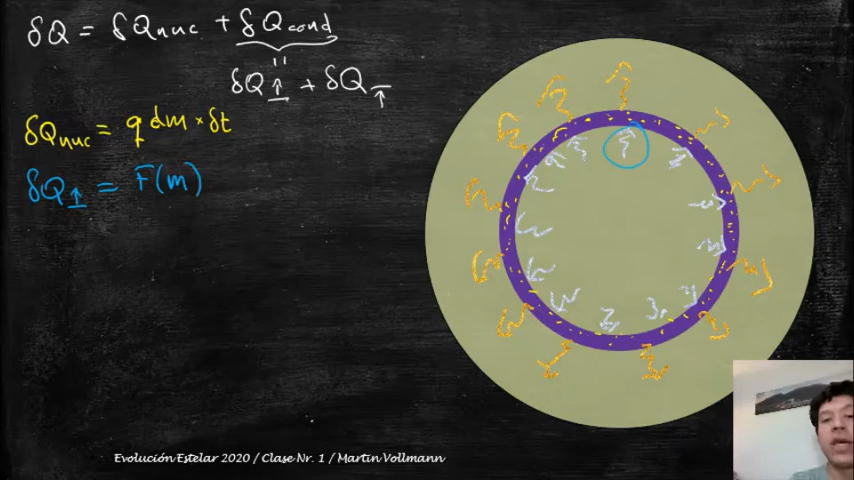 δQ = δQnuc + δQcond
"
δQ↑ + δQ↑
δQnuc = q dm × δt
δQ↑ = F(m)
Evolución Estelar 2020 / Clase Nr. 1 / Martin Vollmann